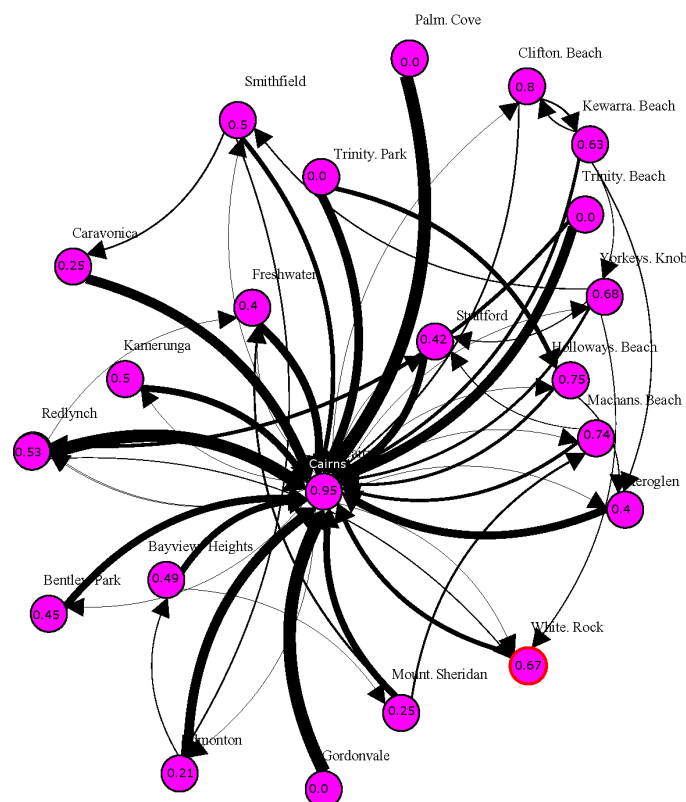 Palm. Cove
0.0
Clifton. Beach
0.8
Smithfield
0.5
Kewarra. Beach
0.63
Trinity. Park
0.0
Trinity. Beach
0.0
Caravonica
0.25
Yorkeys. Knob
0.68
Freshwater
0.4
Stratford
0.42
Holloways. Beach
0.75
Kamerunga
0.5
Machans. Beach
0.74
Redlynch
0.53
Cairns
0.95
0.4
Bayview. Heights
0.49
Bentley. Park
0.45
White. Rock
0.67
Mount. Sheridan
0.25
0.21
Gordonvale
0.0